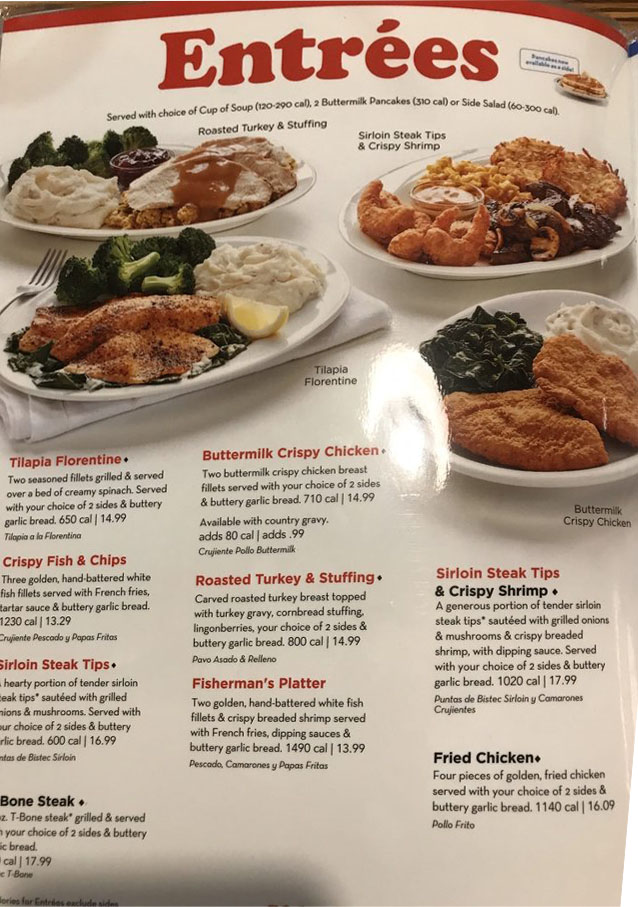 Entrées
Pancakes now
available as a side!
Served with choice of Cup of Soup (120-290 cal), 2 Buttermilk Pancakes (310 cal) or Side Salad (60-300 cal).
Roasted Turkey & Stuffing
Sirloin Steak Tips
& Crispy Shrimp
Tilapia
Florentine
Buttermilk
Crispy Chicken
Tilapia Florentine♦
Two seasoned fillets grilled & served
over a bed of creamy spinach. Served
with your choice of 2 sides & buttery
garlic bread. 650 cal | 14.99
Tilapia a la Florentina
Crispy Fish & Chips
Three golden, hand-battered white
fish fillets served with French fries,
tartar sauce & buttery garlic bread.
1230 cal | 13.29
Crujiente Pescado y Papas Fritas
Sirloin Steak Tips♦
hearty portion of tender sirloin
teak tips* sautéed with grilled
nions & mushrooms. Served with
ur choice of 2 sides & buttery
rlic bread. 600 cal | 16.99
ntas de Bistec Sirloin
Bone Steak ♦
oz. T-Bone steak* grilled & served
h your choice of 2 sides & buttery
ic bread.
cal | 17.99
c T-Bone
lories for Entrées exclude sides
Buttermilk Crispy Chicken♦
Two buttermilk crispy chicken breast
fillets served with your choice of 2 sides
& buttery garlic bread. 710 cal | 14.99
Available with country gravy.
adds 80 cal | adds .99
Crujiente Pollo Buttermilk
Roasted Turkey & Stuffing♦
Carved roasted turkey breast topped
with turkey gravy, cornbread stuffing,
lingonberries, your choice of 2 sides &
buttery garlic bread. 800 cal | 14.99
Pavo Asado & Relleno
Fisherman's Platter
Two golden, hand-battered white fish
fillets & crispy breaded shrimp served
with French fries, dipping sauces &
buttery garlic bread. 1490 cal | 13.99
Pescado, Camarones y Papas Fritas
Sirloin Steak Tips
& Crispy Shrimp ♦
A generous portion of tender sirloin
steak tips* sautéed with grilled onions
& mushrooms & crispy breaded
shrimp, with dipping sauce. Served
with your choice of 2 sides & buttery
garlic bread. 1020 cal | 17.99
Puntas de Bistec Sirloin y Camarones
Crujientes
Fried Chicken♦
Four pieces of golden, fried chicken
served with your choice of 2 sides &
buttery garlic bread. 1140 cal | 16.09
Pollo Frito